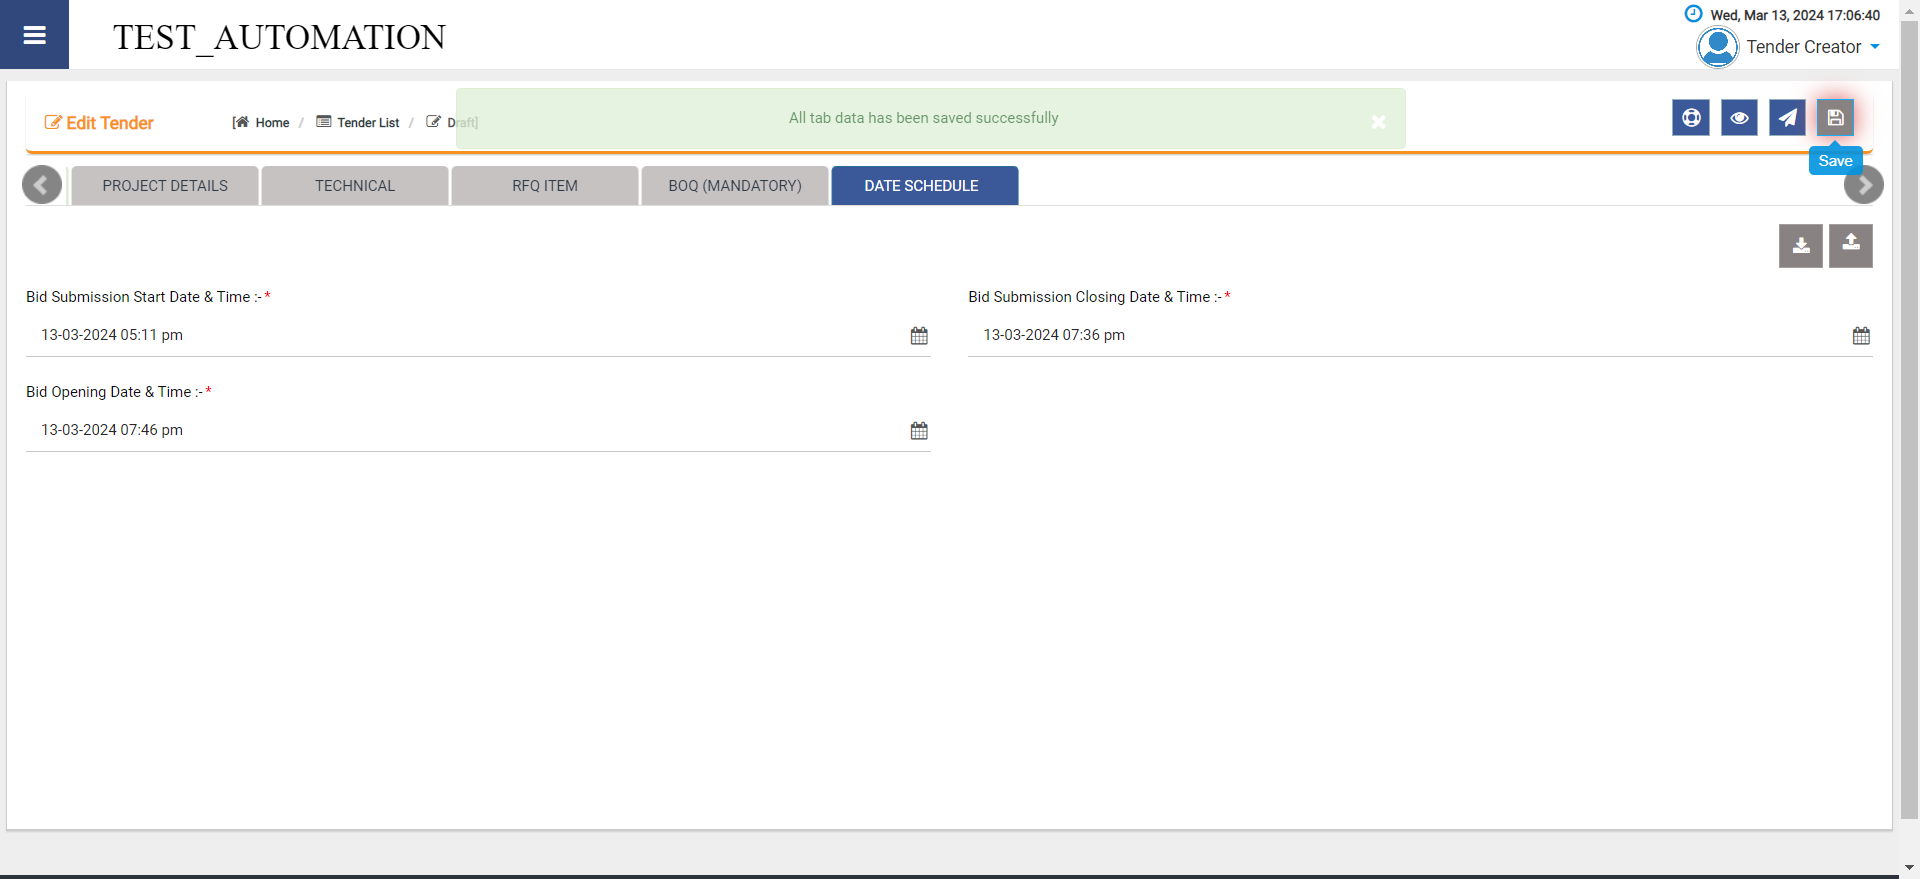 TEST_AUTOMATION
Wed, Mar 13, 2024 17:06:40
Tender Creator
Edit Tender
[ Home / Tender List / Draft]
All tab data has been saved successfully
Save
PROJECT DETAILS
TECHNICAL
RFQ ITEM
BOQ (MANDATORY)
DATE SCHEDULE
Bid Submission Start Date & Time :- *
13-03-2024 05:11 pm
Bid Submission Closing Date & Time :- *
13-03-2024 07:36 pm
Bid Opening Date & Time :- *
13-03-2024 07:46 pm